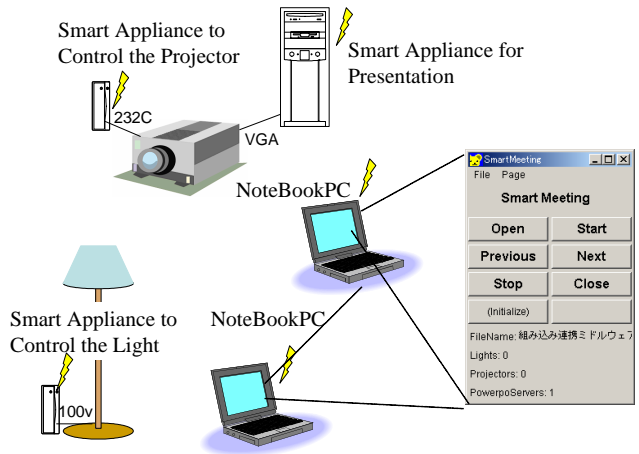 Smart Appliance to
Control the Projector
Smart Appliance for
Presentation
232C
VGA
NoteBookPC
Smart Appliance to
Control the Light
100v
NoteBookPC
SmartMeeting
File Page
Smart Meeting
Open Start
Previous Next
Stop Close
(Initialize)
FileName: 組み込み連携ミドルウェア
Lights: 0
Projectors: 0
PowerpoServers: 1